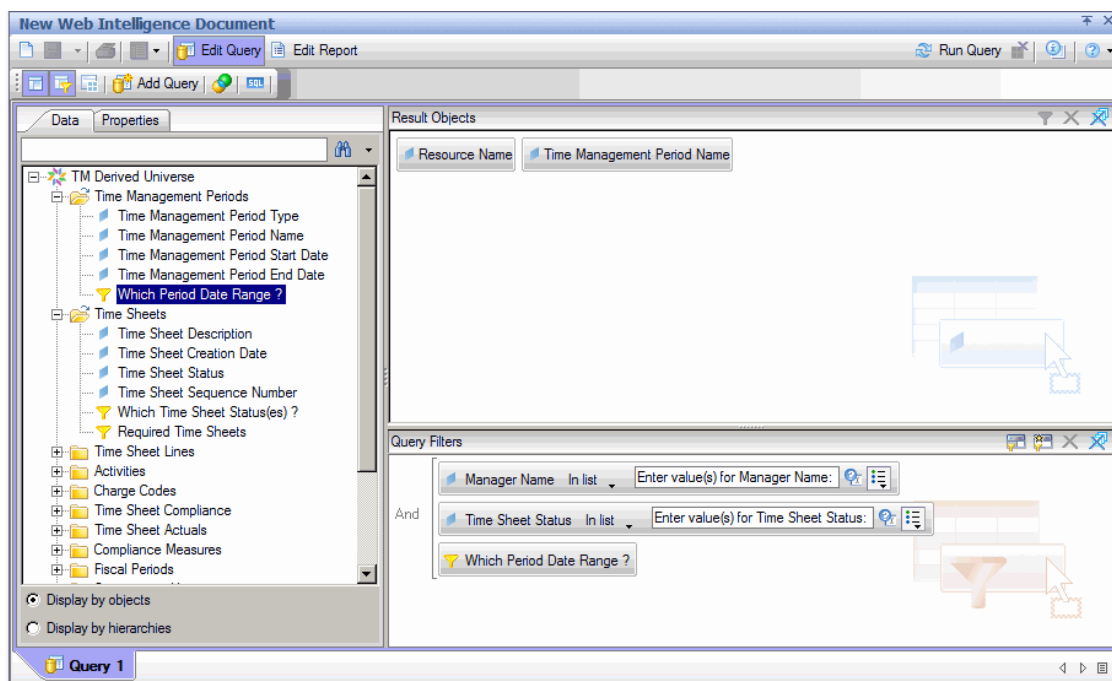 New Web Intelligence Document
Edit Query Edit Report Run Query
Add Query SQL
Data Properties
TM Derived Universe
Time Management Periods
Time Management Period Type
Time Management Period Name
Time Management Period Start Date
Time Management Period End Date
Which Period Date Range ?
Time Sheets
Time Sheet Description
Time Sheet Creation Date
Time Sheet Status
Time Sheet Sequence Number
Which Time Sheet Status(es) ?
Required Time Sheets
Time Sheet Lines
Activities
Charge Codes
Time Sheet Compliance
Time Sheet Actuals
Compliance Measures
Fiscal Periods
Display by objects
Display by hierarchies
Result Objects
Resource Name Time Management Period Name
Query Filters
And
Manager Name In list Enter value(s) for Manager Name:
Time Sheet Status In list Enter value(s) for Time Sheet Status:
Which Period Date Range ?
Query 1